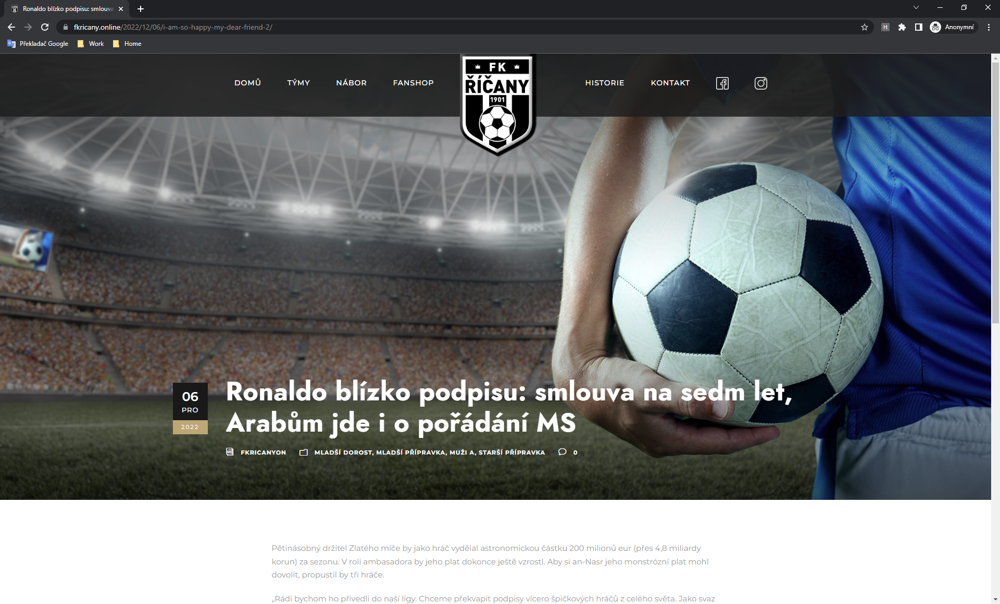 Ronaldo blízko podpisu: smlouva
fkricany.online/2022/12/06/i-am-so-happy-my-dear-friend-2/
H
Anonymní
Překladač Google
Work
Home
DOMŮ
TÝMY
NÁBOR
FANSHOP
FK
ŘÍČANY
1901
HISTORIE
KONTAKT
06
PRO
2022
Ronaldo blízko podpisu: smlouva na sedm let,
Arabům jde i o pořádání MS
FKRICANYON
MLADŠÍ DOROST, MLADŠÍ PŘÍPRAVKA, MUŽI A, STARŠÍ PŘÍPRAVKA
0
Pětinásobný držitel Zlatého míče by jako hráč vydělal astronomickou částku 200 milionů eur (přes 4,8 miliardy
korun) za sezonu. V roli ambasadora by jeho plat dokonce ještě vzrostl. Aby si an-Nasr jeho monstrózní plat mohl
dovolit, propustil by tři hráče.
„Rádi bychom ho přivedli do naší ligy. Chceme překvapit podpisy vícero špičkových hráčů z celého světa. Jako svaz